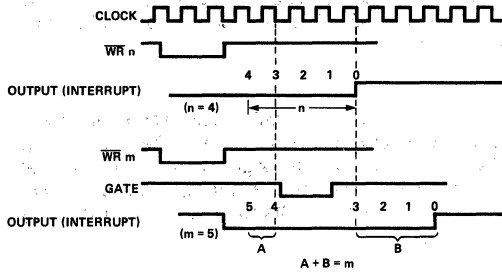 CLOCK
WR n
4 3 2 1 0
OUTPUT (INTERRUPT)
(n = 4) n
WR m
GATE
5 4 3 2 1 0
OUTPUT (INTERRUPT)
(m = 5)
A B
A + B = m